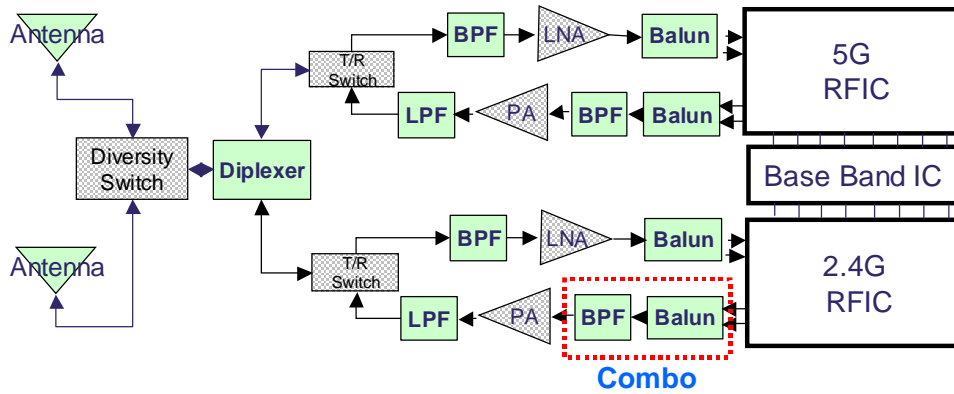 Antenna
BPF
LNA
Balun
5G
RFIC
T/R
Switch
LPF
PA
BPF
Balun
Diversity
Switch
Diplexer
Base Band IC
Antenna
BPF
LNA
Balun
2.4G
RFIC
T/R
Switch
LPF
PA
BPF
Balun
Combo